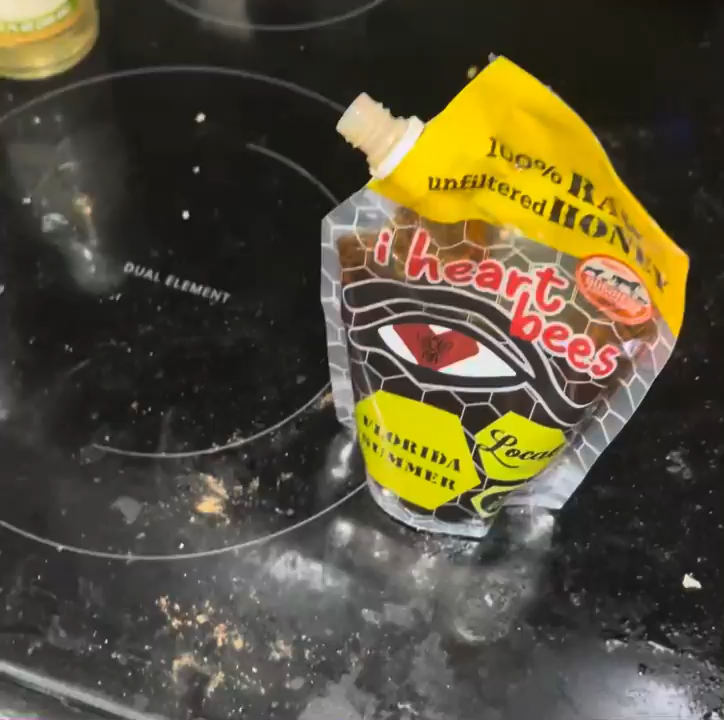 100% RAW
unfiltered HONEY
i heart
bees
DUAL ELEMENT
FLORIDA
SUMMER
Local